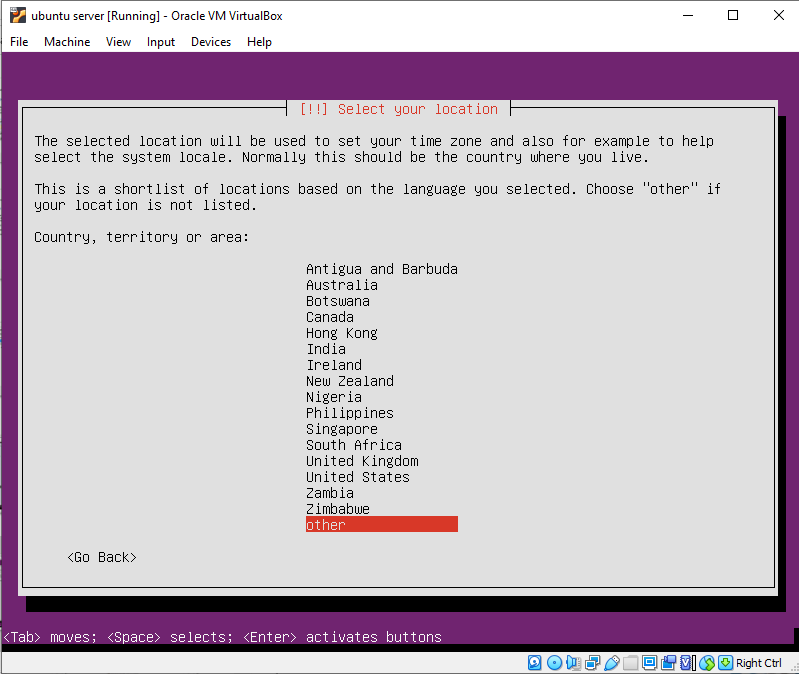 ubuntu server [Running] - Oracle VM VirtualBox
File Machine View Input Devices Help
[!!] Select your location
The selected location will be used to set your time zone and also for example to help
select the system locale. Normally this should be the country where you live.
This is a shortlist of locations based on the language you selected. Choose "other" if
your location is not listed.
Country, territory or area:
Antigua and Barbuda
Australia
Botswana
Canada
Hong Kong
India
Ireland
New Zealand
Nigeria
Philippines
Singapore
South Africa
United Kingdom
United States
Zambia
Zimbabwe
other
<Go Back>
<Tab> moves; <Space> selects; <Enter> activates buttons
Right Ctrl